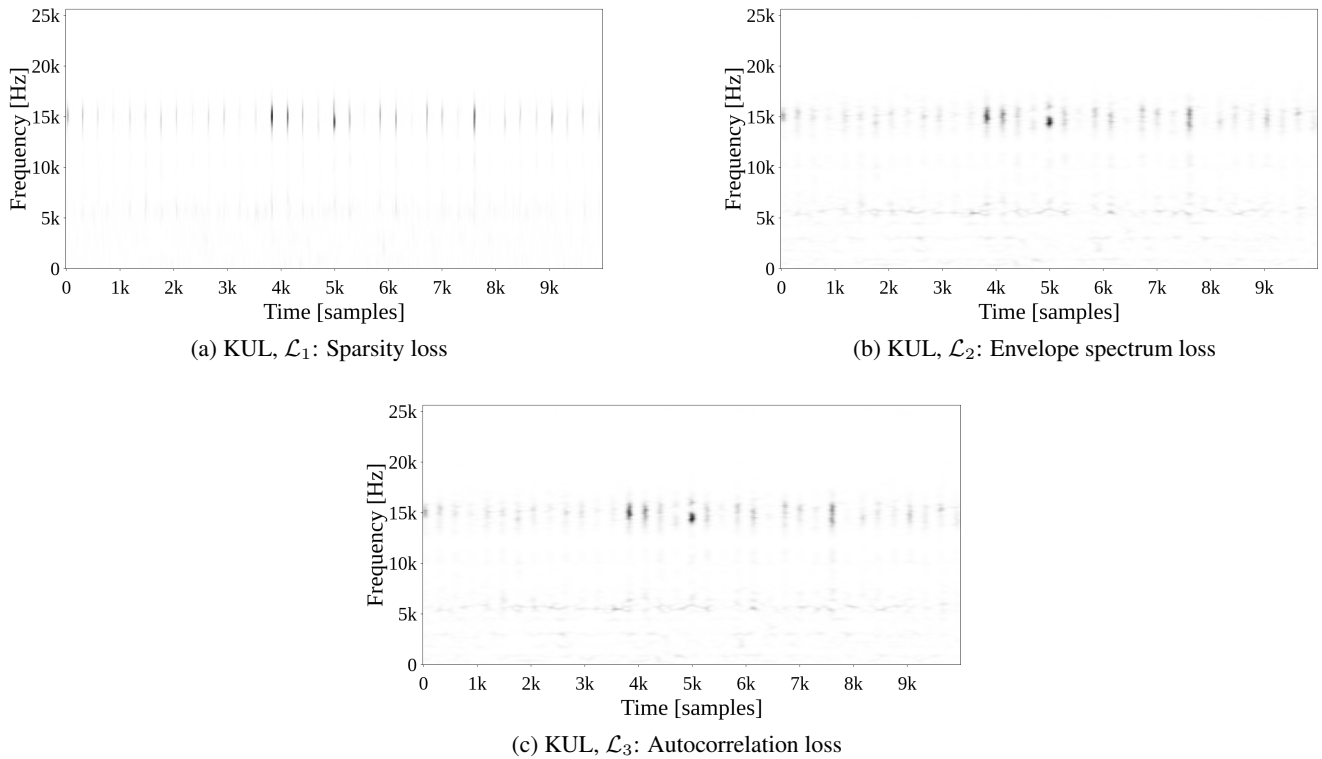 25k
20k
15k
10k
5k
0
Frequency [Hz]
0 1k 2k 3k 4k 5k 6k 7k 8k 9k
Time [samples]
(a) KUL, ℒ₁: Sparsity loss
25k
20k
15k
10k
5k
0
Frequency [Hz]
0 1k 2k 3k 4k 5k 6k 7k 8k 9k
Time [samples]
(b) KUL, ℒ₂: Envelope spectrum loss
25k
20k
15k
10k
5k
0
Frequency [Hz]
0 1k 2k 3k 4k 5k 6k 7k 8k 9k
Time [samples]
(c) KUL, ℒ₃: Autocorrelation loss